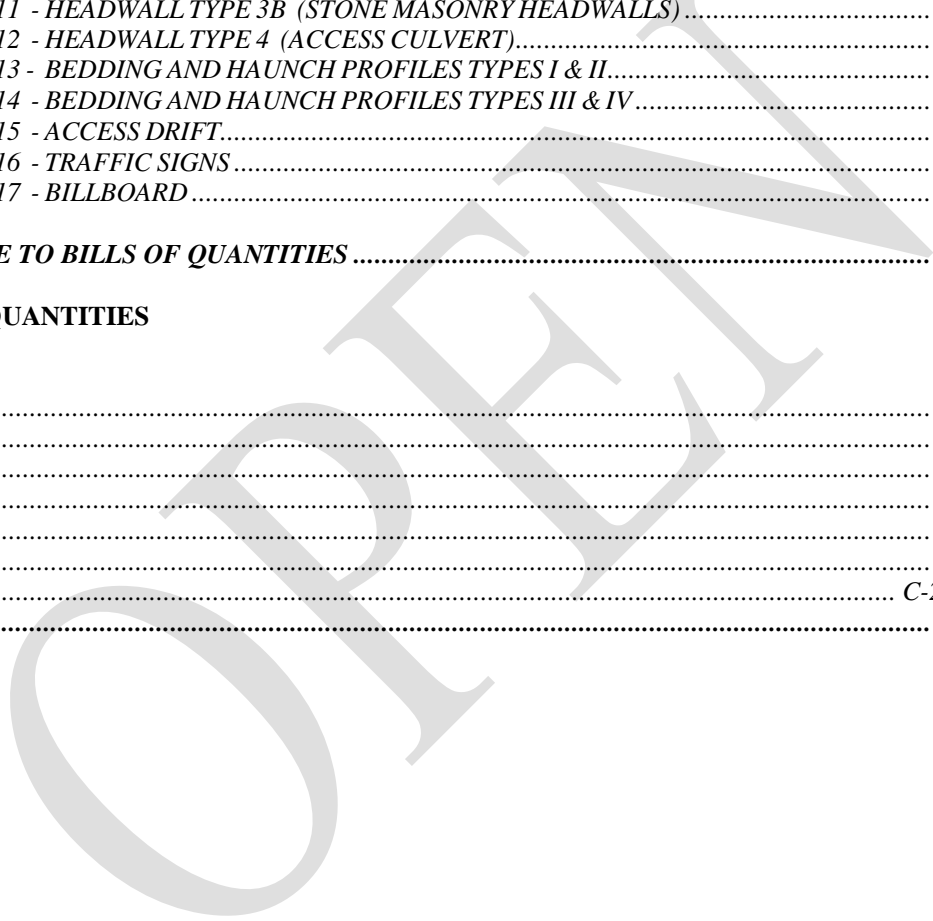 11 - HEADWALL TYPE 3B (STONE MASONRY HEADWALLS) ....................
12 - HEADWALL TYPE 4 (ACCESS CULVERT)....................
13 - BEDDING AND HAUNCH PROFILES TYPES I & II....................
14 - BEDDING AND HAUNCH PROFILES TYPES III & IV ....................
15 - ACCESS DRIFT....................
16 - TRAFFIC SIGNS ....................
17 - BILLBOARD ....................
E TO BILLS OF QUANTITIES ....................
QUANTITIES
....................
....................
....................
....................
....................
....................
.................... C-2
....................
OPEN